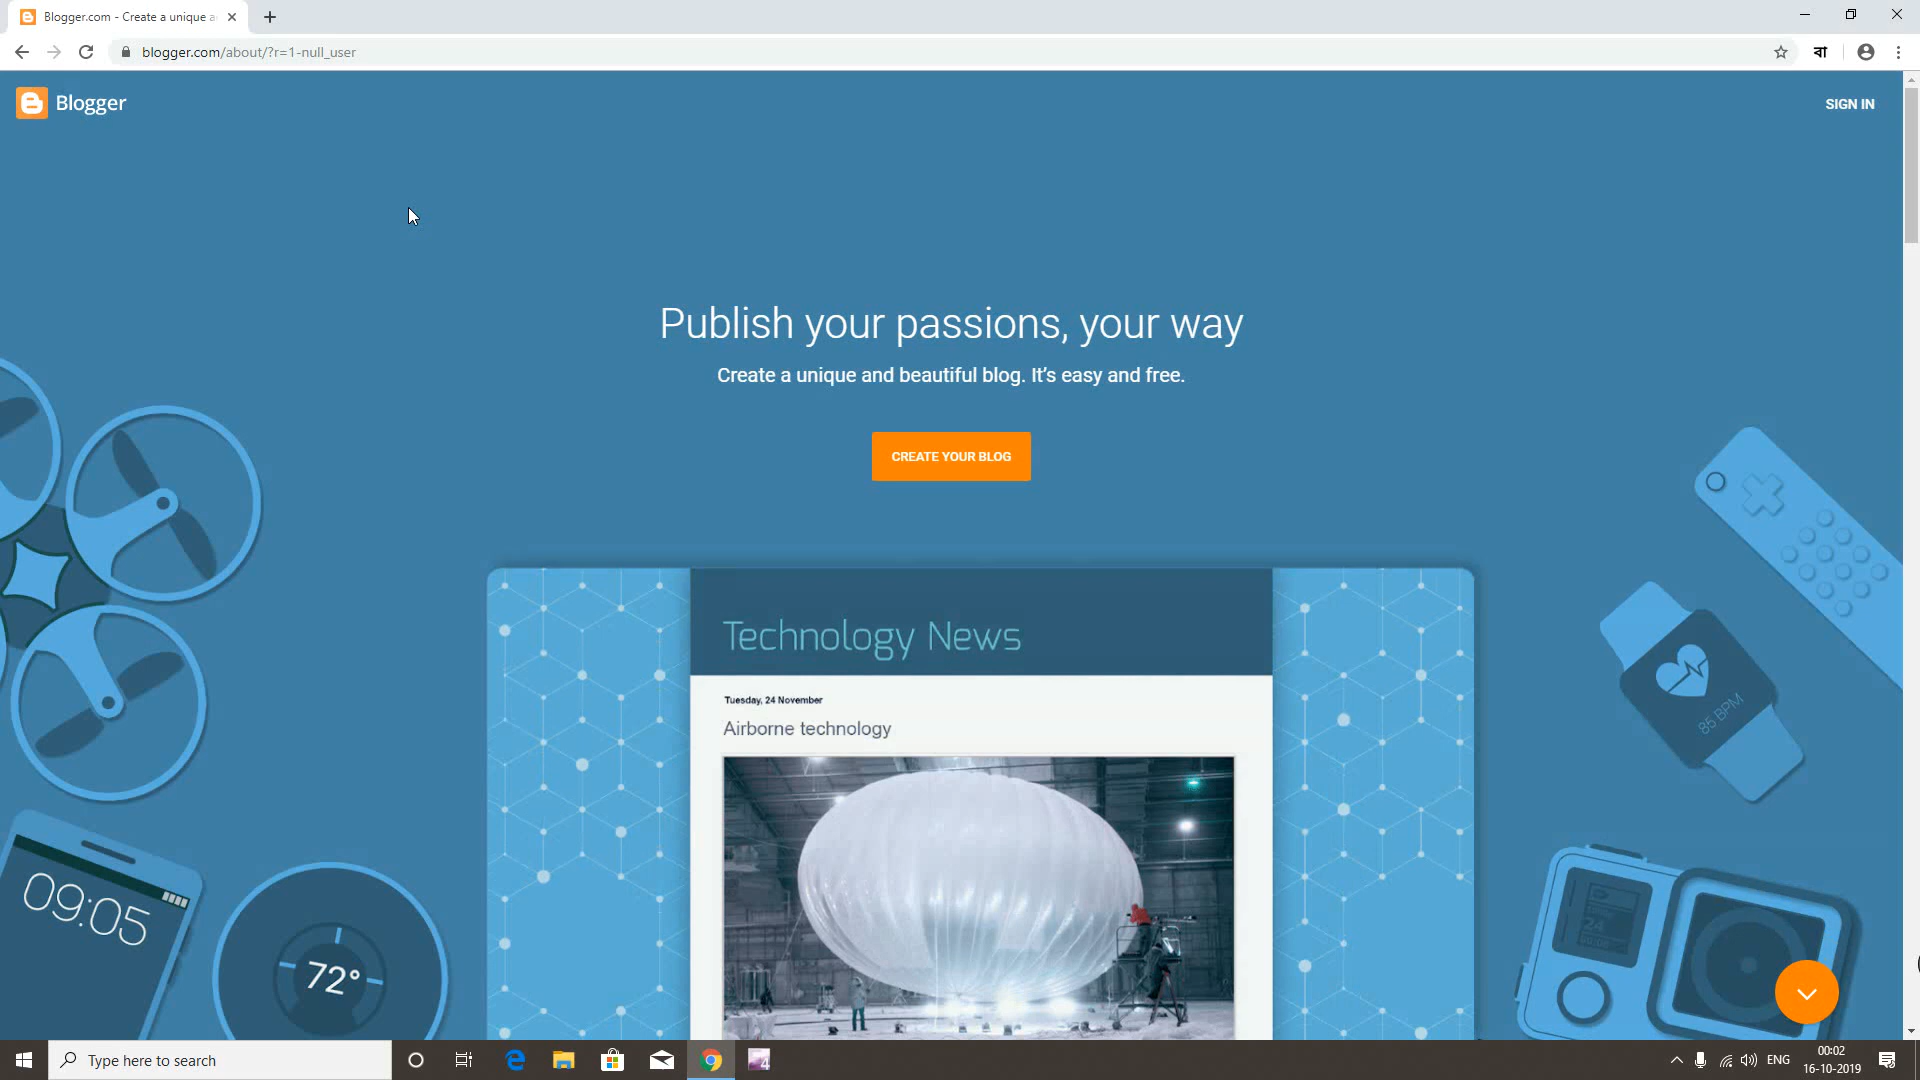 Blogger.com - Create a unique a
blogger.com/about/?r=1-null_user
বা
Blogger
SIGN IN
Publish your passions, your way
Create a unique and beautiful blog. It's easy and free.
CREATE YOUR BLOG
Technology News
Tuesday, 24 November
Airborne technology
85 BPM
09:05
72°
24
Type here to search
4
ENG
00:02
16-10-2019